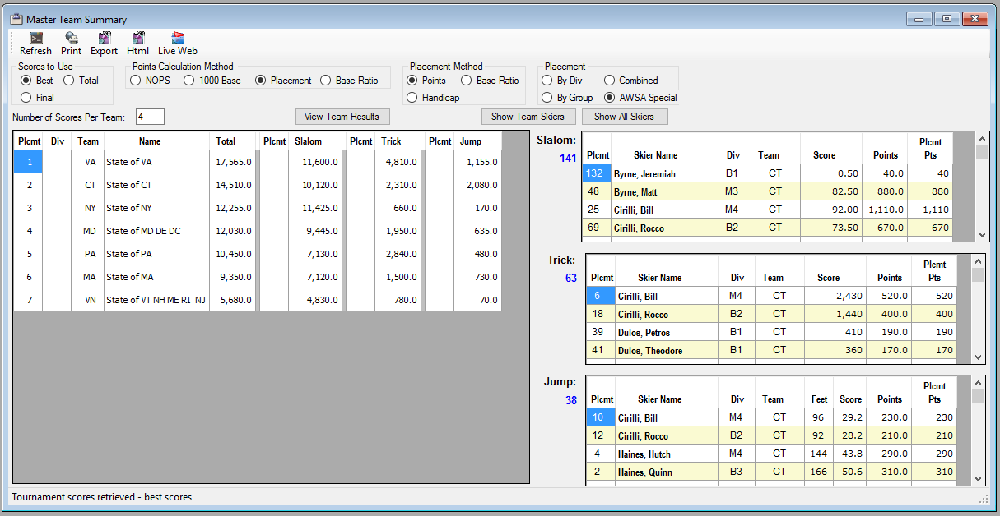 Master Team Summary
Refresh Print Export Html Live Web
Scores to Use Points Calculation Method Placement Method Placement
Best Total NOPS 1000 Base Placement Base Ratio Points Base Ratio By Div Combined
Final Handicap By Group AWSA Special
Number of Scores Per Team: 4 View Team Results Show Team Skiers Show All Skiers
Plcmt Div Team Name Total Plcmt Slalom Plcmt Trick Plcmt Jump
1 VA State of VA 17,565.0 11,600.0 4,810.0 1,155.0
2 CT State of CT 14,510.0 10,120.0 2,310.0 2,080.0
3 NY State of NY 12,255.0 11,425.0 660.0 170.0
4 MD State of MD DE DC 12,030.0 9,445.0 1,950.0 635.0
5 PA State of PA 10,450.0 7,130.0 2,840.0 480.0
6 MA State of MA 9,350.0 7,120.0 1,500.0 730.0
7 VN State of VT NH ME RI NJ 5,680.0 4,830.0 780.0 70.0
Slalom:
141
Plcmt Skier Name Div Team Score Points Plcmt Pts
132 Byrne, Jeremiah B1 CT 0.50 40.0 40
48 Byrne, Matt M3 CT 82.50 880.0 880
25 Cirilli, Bill M4 CT 92.00 1,110.0 1,110
69 Cirilli, Rocco B2 CT 73.50 670.0 670
Trick:
63
Plcmt Skier Name Div Team Score Points Plcmt Pts
6 Cirilli, Bill M4 CT 2,430 520.0 520
18 Cirilli, Rocco B2 CT 1,440 400.0 400
39 Dulos, Petros B1 CT 410 190.0 190
41 Dulos, Theodore B1 CT 360 170.0 170
Jump:
38
Plcmt Skier Name Div Team Feet Score Points Plcmt Pts
10 Cirilli, Bill M4 CT 96 29.2 230.0 230
12 Cirilli, Rocco B2 CT 92 28.2 210.0 210
4 Haines, Hutch M4 CT 144 43.8 290.0 290
2 Haines, Quinn B3 CT 166 50.6 310.0 310
Tournament scores retrieved - best scores